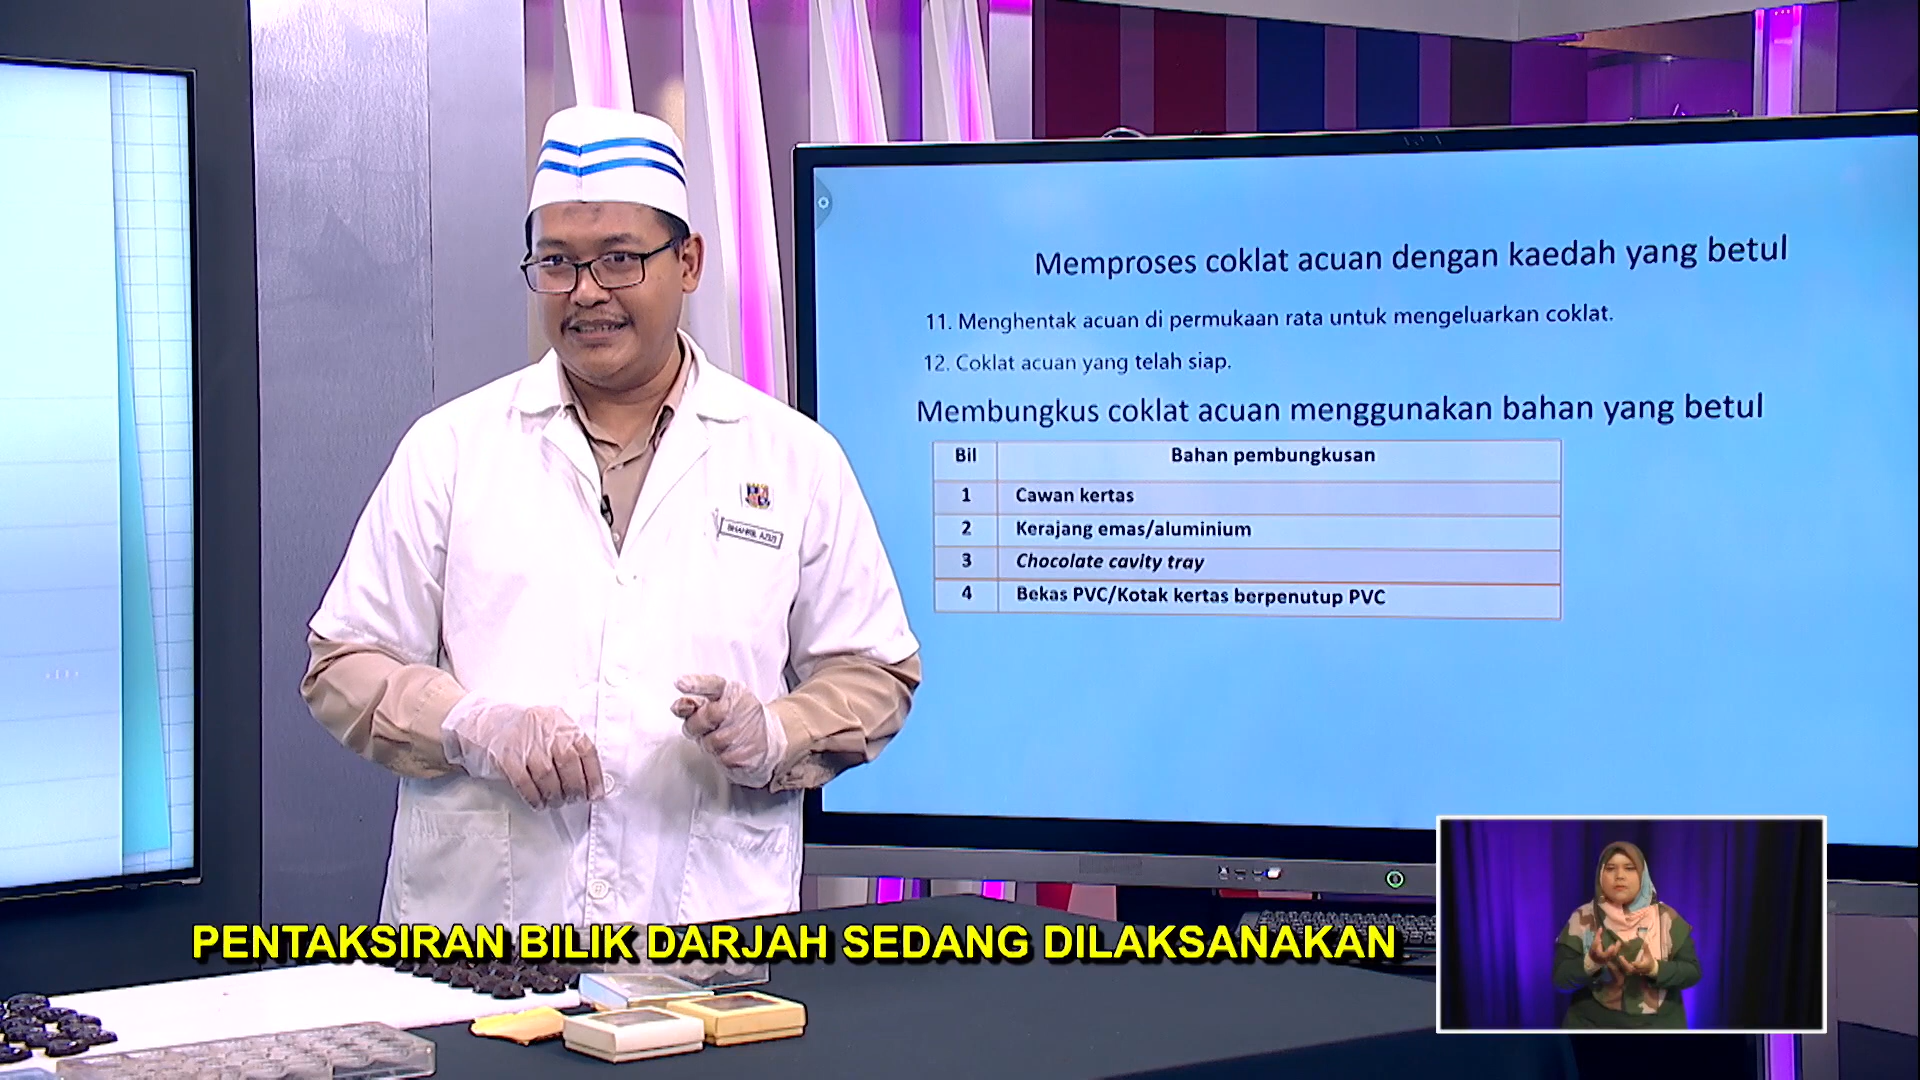 Memproses coklat acuan dengan kaedah yang betul
11. Menghentak acuan di permukaan rata untuk mengeluarkan coklat.
12. Coklat acuan yang telah siap.
Membungkus coklat acuan menggunakan bahan yang betul
Bil Bahan pembungkusan
1 Cawan kertas
2 Kerajang emas/aluminium
3 Chocolate cavity tray
4 Bekas PVC/Kotak kertas berpenutup PVC
PENTAKSIRAN BILIK DARJAH SEDANG DILAKSANAKAN